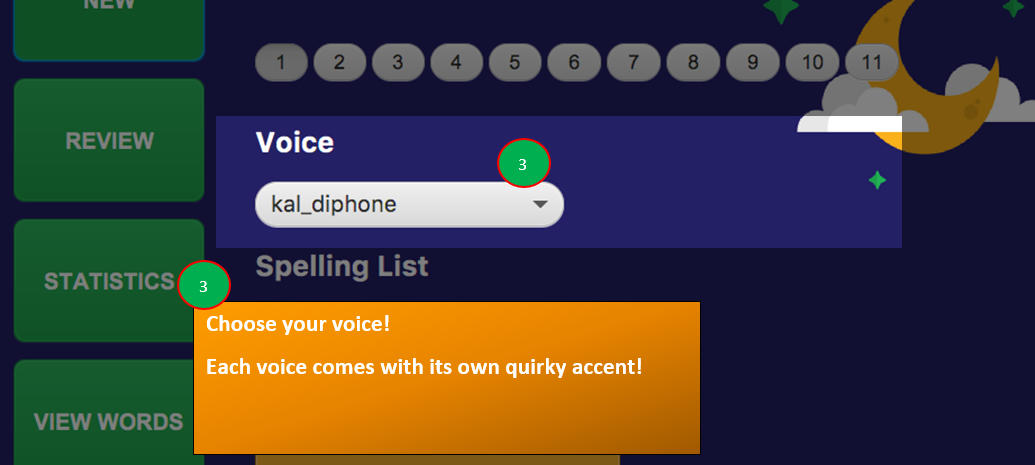 NEW
1 2 3 4 5 6 7 8 9 10 11
REVIEW
Voice
3
kal_diphone
Spelling List
STATISTICS
3
Choose your voice!
Each voice comes with its own quirky accent!
VIEW WORDS